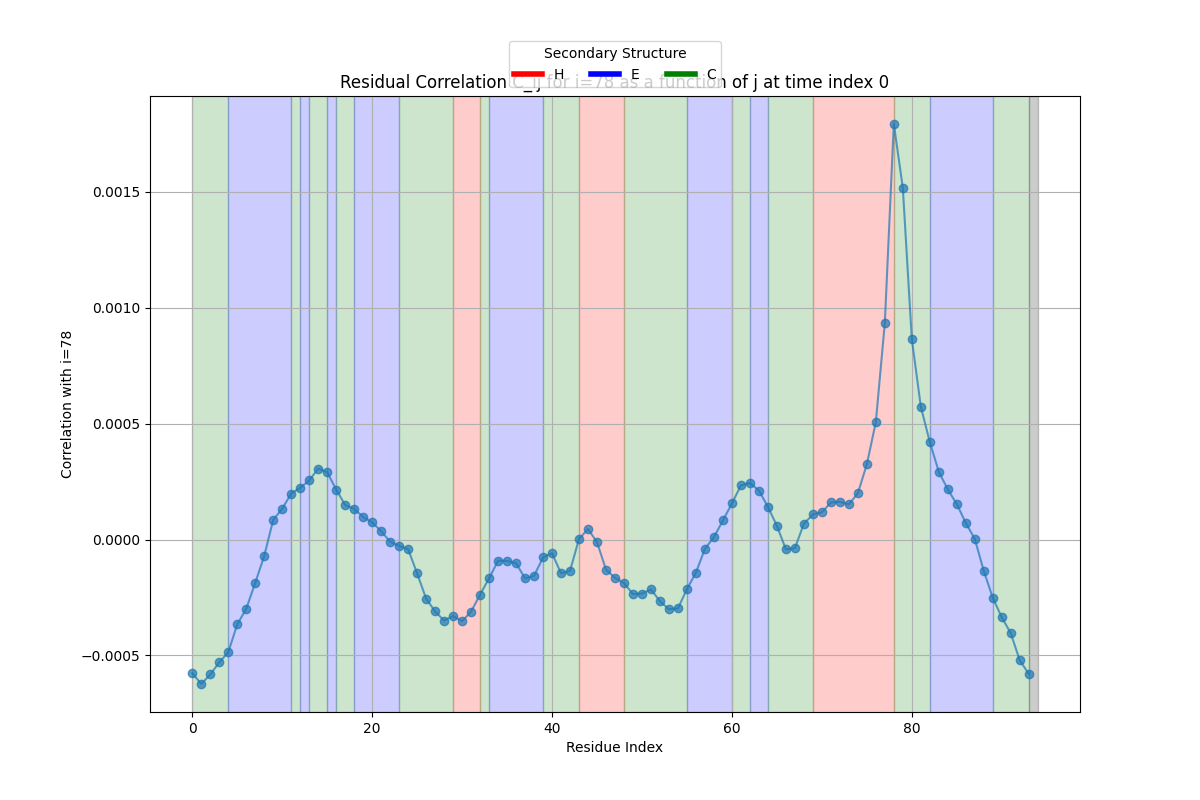 Secondary Structure
H E C
Residual Correlation C_ij for i=78 as a function of j at time index 0
0.0015
0.0010
0.0005
0.0000
−0.0005
Correlation with i=78
0 20 40 60 80
Residue Index